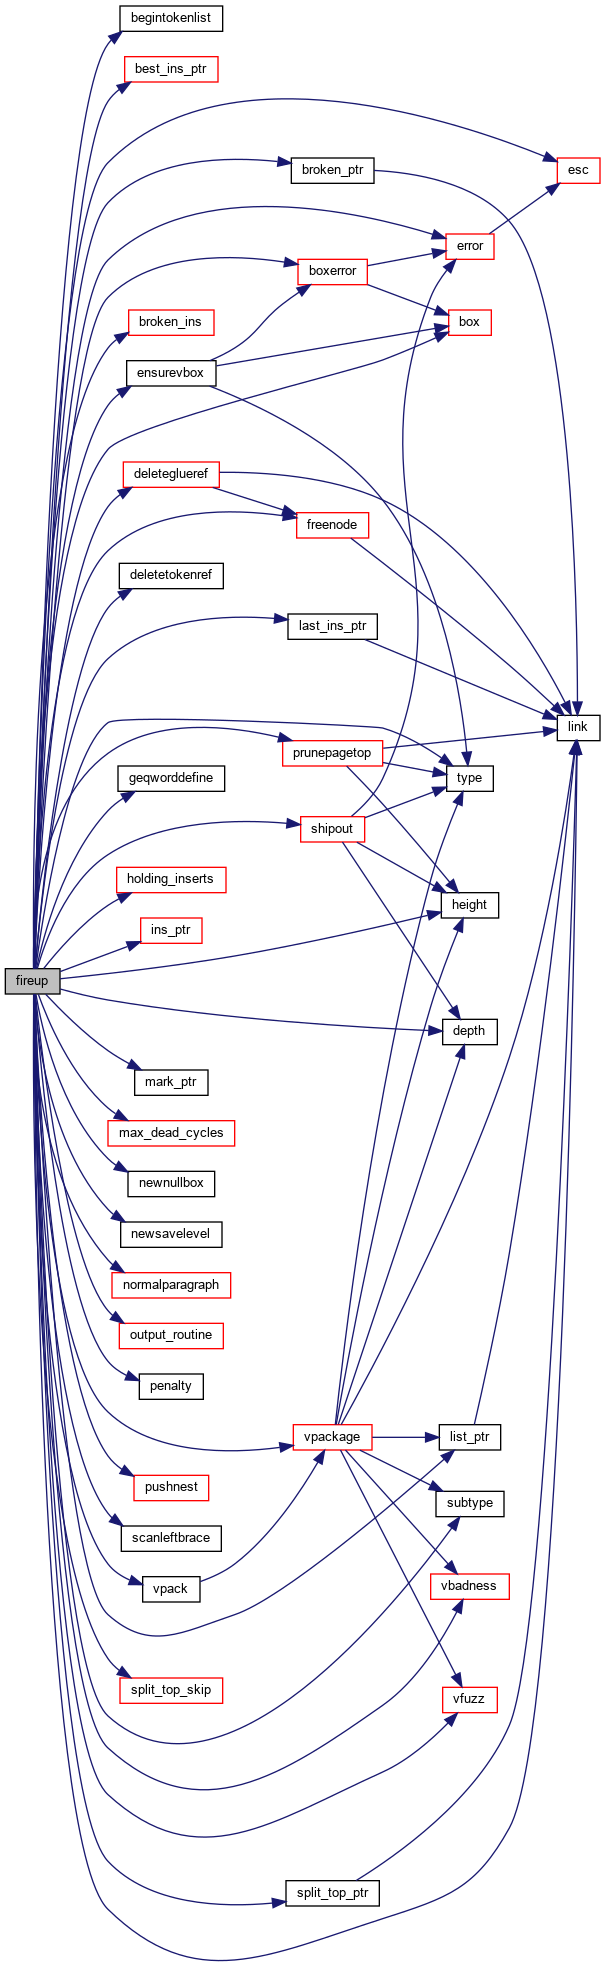 begintokenlist
best_ins_ptr
esc
broken_ptr
error
boxerror
broken_ins
box
ensurevbox
deleteglueref
freenode
deletetokenref
last_ins_ptr
link
prunepagetop
geqworddefine
type
shipout
holding_inserts
height
ins_ptr
fireup
depth
mark_ptr
max_dead_cycles
newnullbox
newsavelevel
normalparagraph
output_routine
penalty
vpackage
list_ptr
pushnest
subtype
scanleftbrace
vpack
vbadness
split_top_skip
vfuzz
split_top_ptr